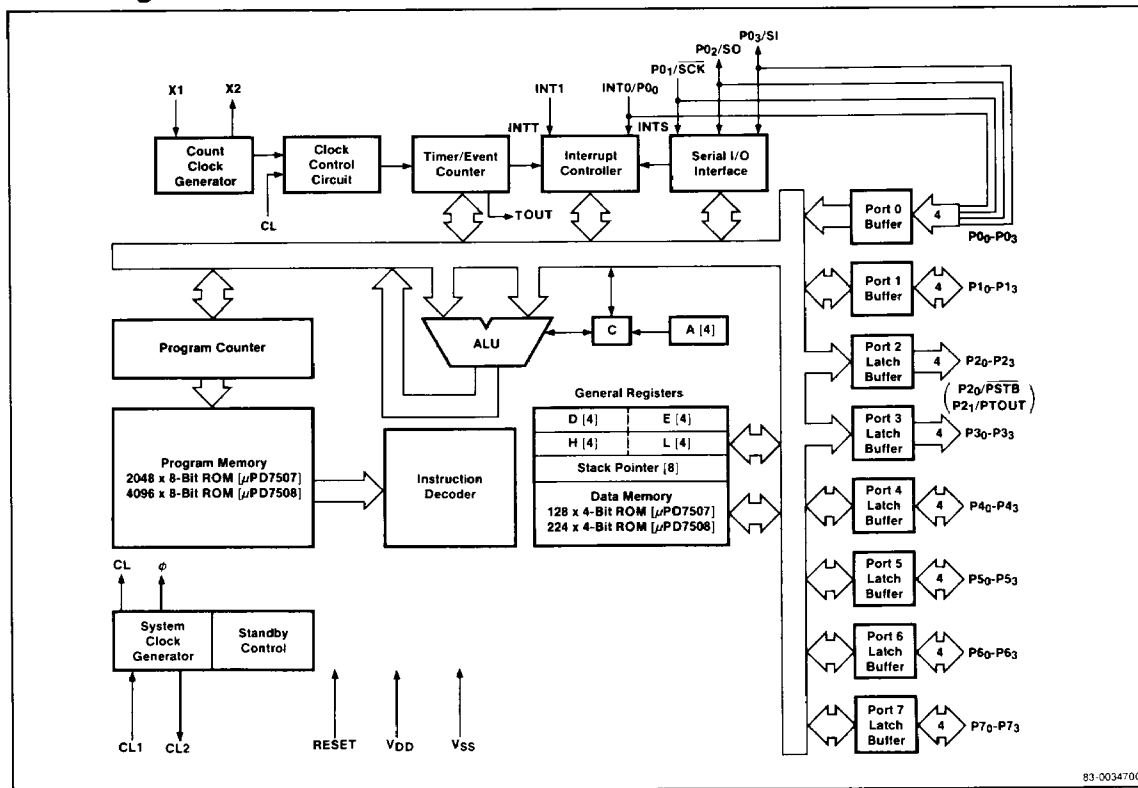 P0₃/SI
P0₂/SO
P0₁/S̅C̅K̅
X1
X2
INT1
INT0/P0₀
INTT
INTS
Count
Clock
Generator
Clock
Control
Circuit
Timer/Event
Counter
Interrupt
Controller
Serial I/O
Interface
CL
TOUT
Port 0
Buffer
4
P0₀-P0₃
Port 1
Buffer
4
P1₀-P1₃
Program Counter
ALU
C
A [4]
Port 2
Latch
Buffer
4
P2₀-P2₃
(P2₀/P̅S̅T̅B̅
P2₁/PTOUT)
General Registers
D [4]
E [4]
H [4]
L [4]
Stack Pointer [8]
Port 3
Latch
Buffer
4
P3₀-P3₃
Program Memory
2048 x 8-Bit ROM [μPD7507]
4096 x 8-Bit ROM [μPD7508]
Instruction
Decoder
Data Memory
128 x 4-Bit ROM [μPD7507]
224 x 4-Bit ROM [μPD7508]
Port 4
Latch
Buffer
4
P4₀-P4₃
CL
φ
Port 5
Latch
Buffer
4
P5₀-P5₃
System
Clock
Generator
Standby
Control
Port 6
Latch
Buffer
4
P6₀-P6₃
Port 7
Latch
Buffer
4
P7₀-P7₃
CL1
CL2
RESET
V_DD
V_SS